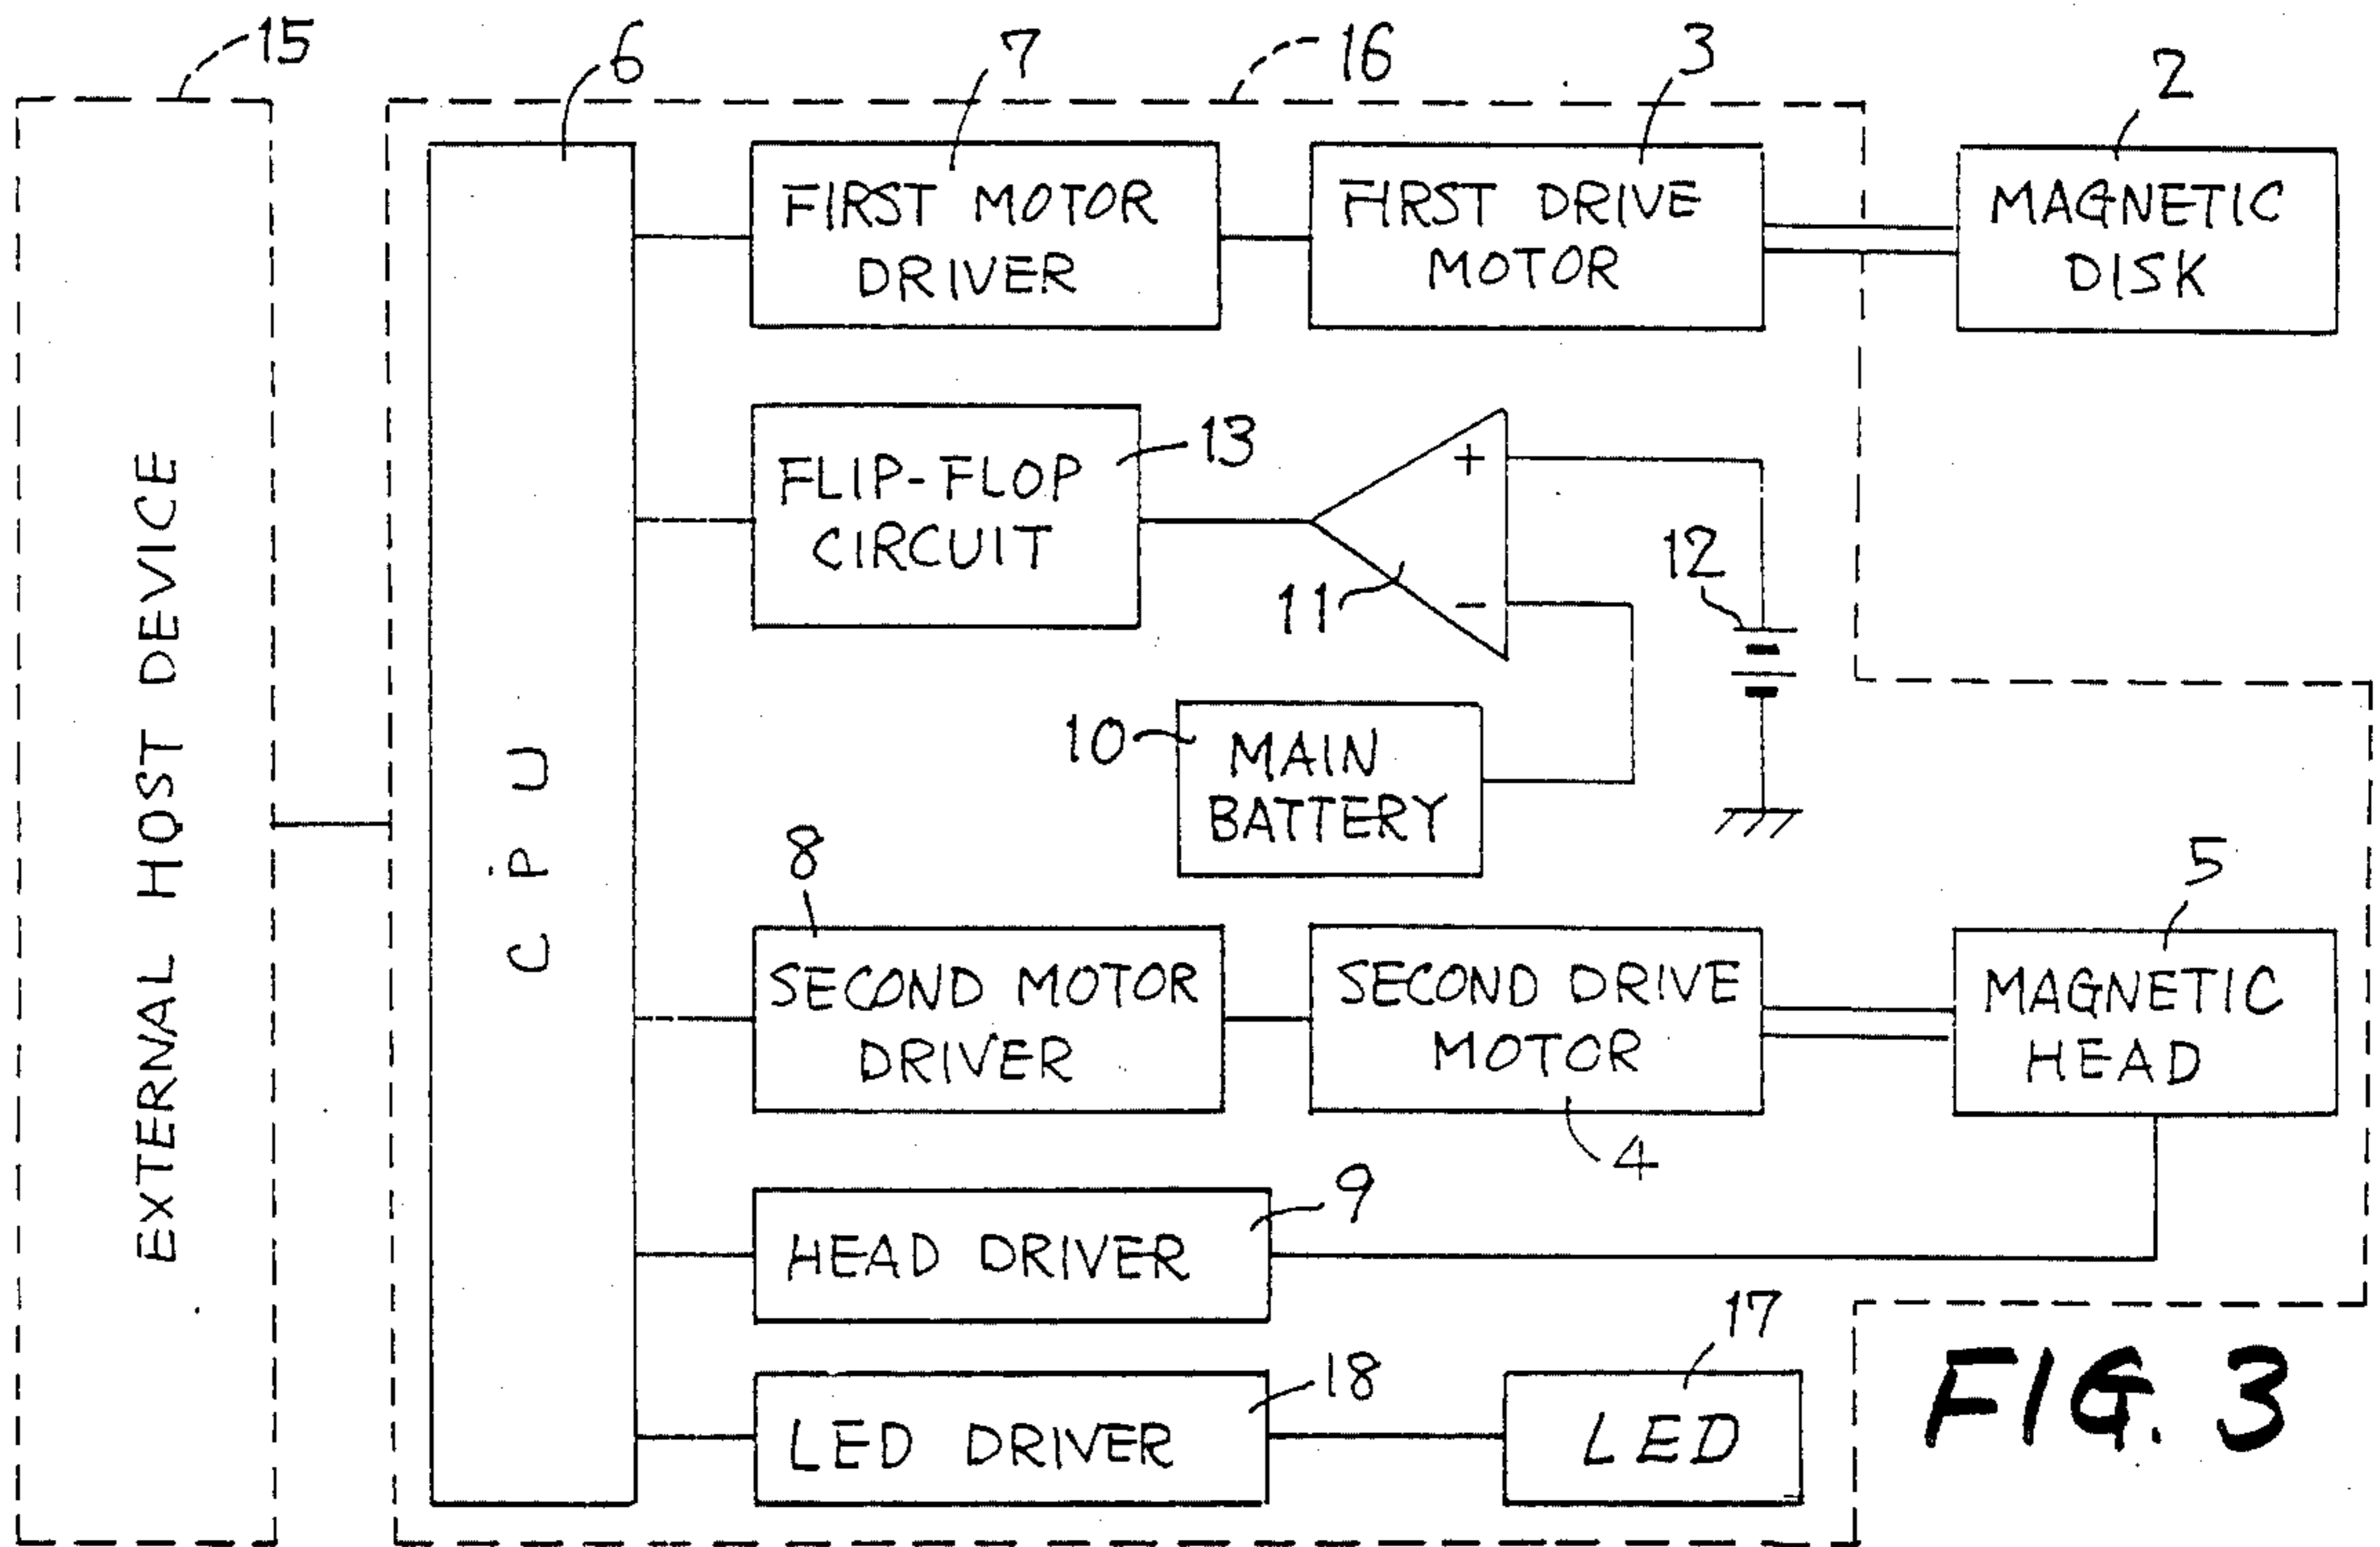 15
6
7
16
3
2
FIRST MOTOR
DRIVER
FIRST DRIVE
MOTOR
MAGNETIC
DISK
EXTERNAL HOST DEVICE
CPU
FLIP-FLOP
CIRCUIT
13
+
-
11
12
10
MAIN
BATTERY
8
5
SECOND MOTOR
DRIVER
SECOND DRIVE
MOTOR
MAGNETIC
HEAD
4
9
HEAD DRIVER
17
18
LED DRIVER
LED
FIG. 3